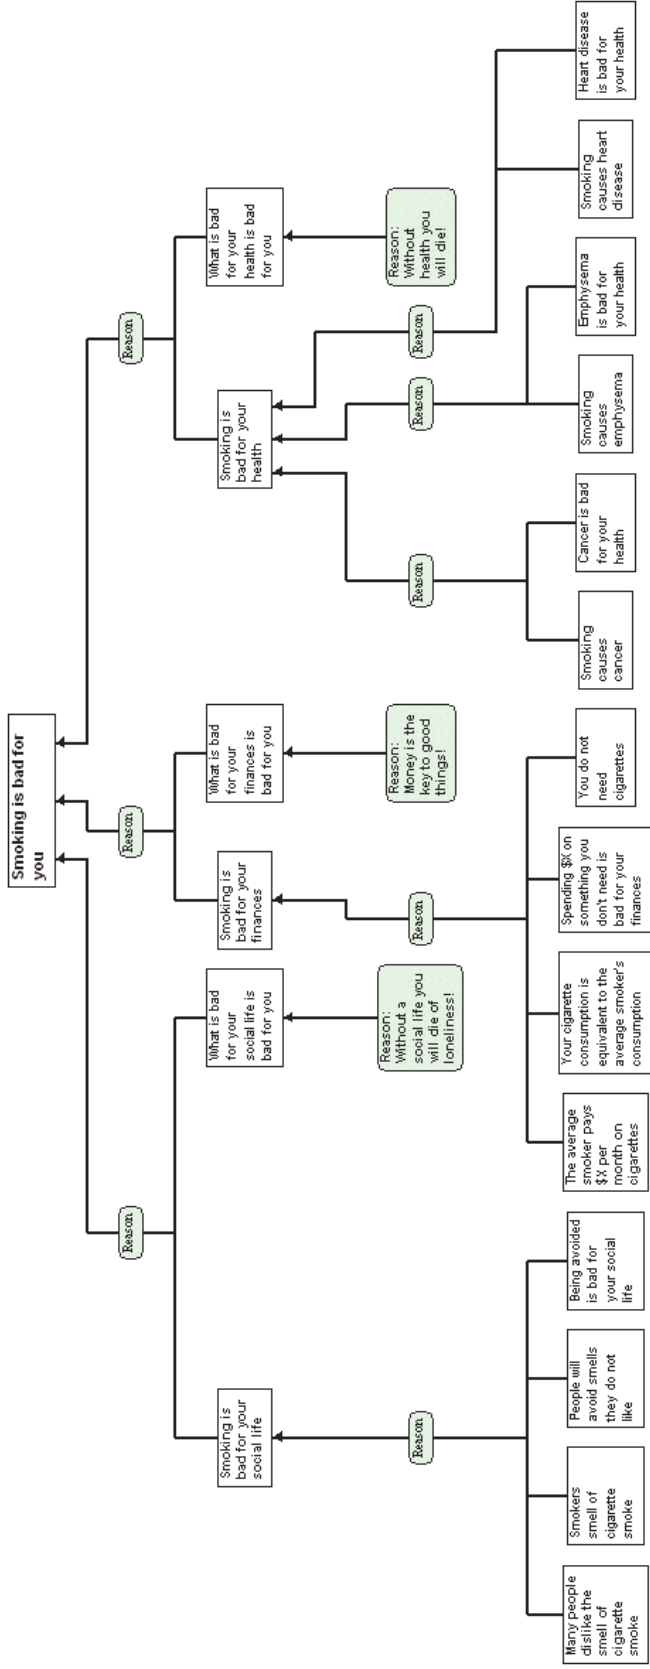 Smoking is bad for
you
Reason
Reason
Reason
Smoking is
bad for your
social life
What is bad
for your
social life is
bad for you
Smoking is
bad for your
finances
What is bad
for your
finances is
bad for you
Smoking is
bad for your
health
What is bad
for your
health is bad
for you
Reason
Reason:
Without a
social life you
will die of
loneliness!
Reason
Reason:
Money is the
key to good
things!
Reason
Reason
Reason
Reason:
Without
health you
will die!
Many people
dislike the
smell of
cigarette
smoke
Smokers
smell of
cigarette
smoke
People will
avoid smells
they do not
like
Being avoided
is bad for
your social
life
The average
smoker pays
$X per
month on
cigarettes
Your cigarette
consumption is
equivalent to the
average smoker's
consumption
Spending $X on
something you
don't need is
bad for your
finances
You do not
need
cigarettes
Smoking
causes
cancer
Cancer is bad
for your
health
Smoking
causes
emphysema
Emphysema
is bad for
your health
Smoking
causes heart
disease
Heart disease
is bad for
your health